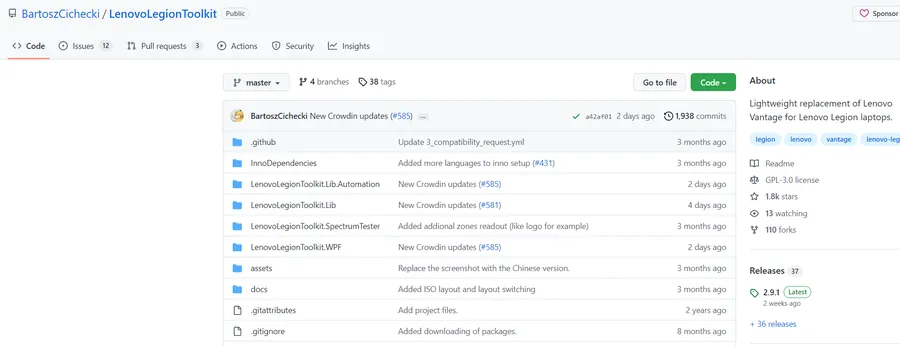 BartoszCichecki / LenovoLegionToolkit Public
Sponsor
Code Issues 12 Pull requests 3 Actions Security Insights
master 4 branches 38 tags Go to file Code
BartoszCichecki New Crowdin updates (#585) ... a42af01 2 days ago 1,938 commits
.github Update 3_compatibility_request.yml 3 months ago
InnoDependencies Added more languages to inno setup (#431) 3 months ago
LenovoLegionToolkit.Lib.Automation New Crowdin updates (#585) 2 days ago
LenovoLegionToolkit.Lib New Crowdin updates (#581) 4 days ago
LenovoLegionToolkit.SpectrumTester Added addional zones readout (like logo for example) 3 months ago
LenovoLegionToolkit.WPF New Crowdin updates (#585) 2 days ago
assets Replace the screenshot with the Chinese version. 3 months ago
docs Added ISO layout and layout switching 3 months ago
.gitattributes Add project files. 2 years ago
.gitignore Added downloading of packages. 8 months ago
About
Lightweight replacement of Lenovo
Vantage for Lenovo Legion laptops.
legion lenovo vantage lenovo-leg
Readme
GPL-3.0 license
1.8k stars
13 watching
110 forks
Releases 37
2.9.1 Latest
2 weeks ago
+ 36 releases